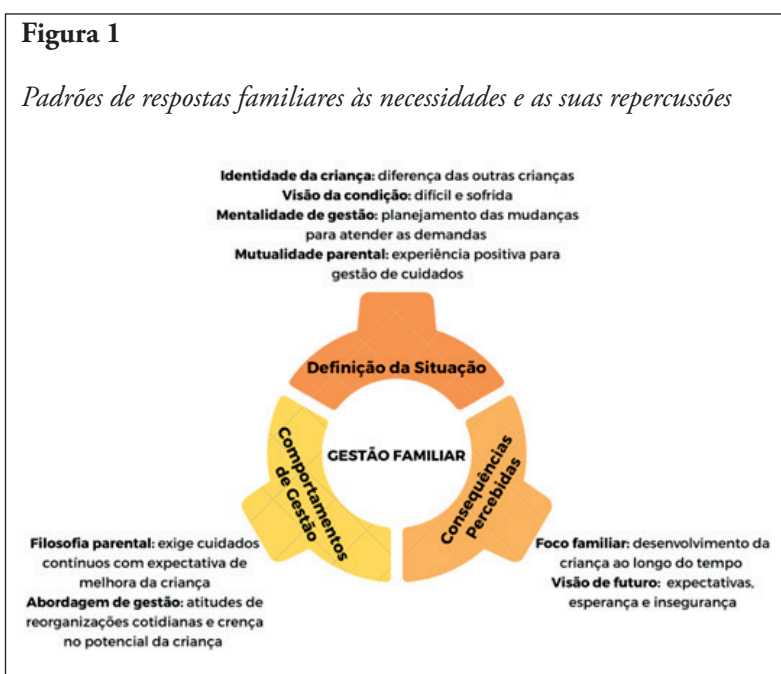 Figura 1
Padrões de respostas familiares às necessidades e as suas repercussões
Identidade da criança: diferença das outras crianças
Visão da condição: difícil e sofrida
Mentalidade de gestão: planejamento das mudanças
para atender as demandas
Mutualidade parental: experiência positiva para
gestão de cuidados
Definição da Situação
Comportamentos
de Gestão
GESTÃO FAMILIAR
Consequências
Percebidas
Filosofia parental: exige cuidados
contínuos com expectativa de
melhora da criança
Abordagem de gestão: atitudes de
reorganizações cotidianas e crença
no potencial da criança
Foco familiar: desenvolvimento da
criança ao longo do tempo
Visão de futuro: expectativas,
esperança e insegurança